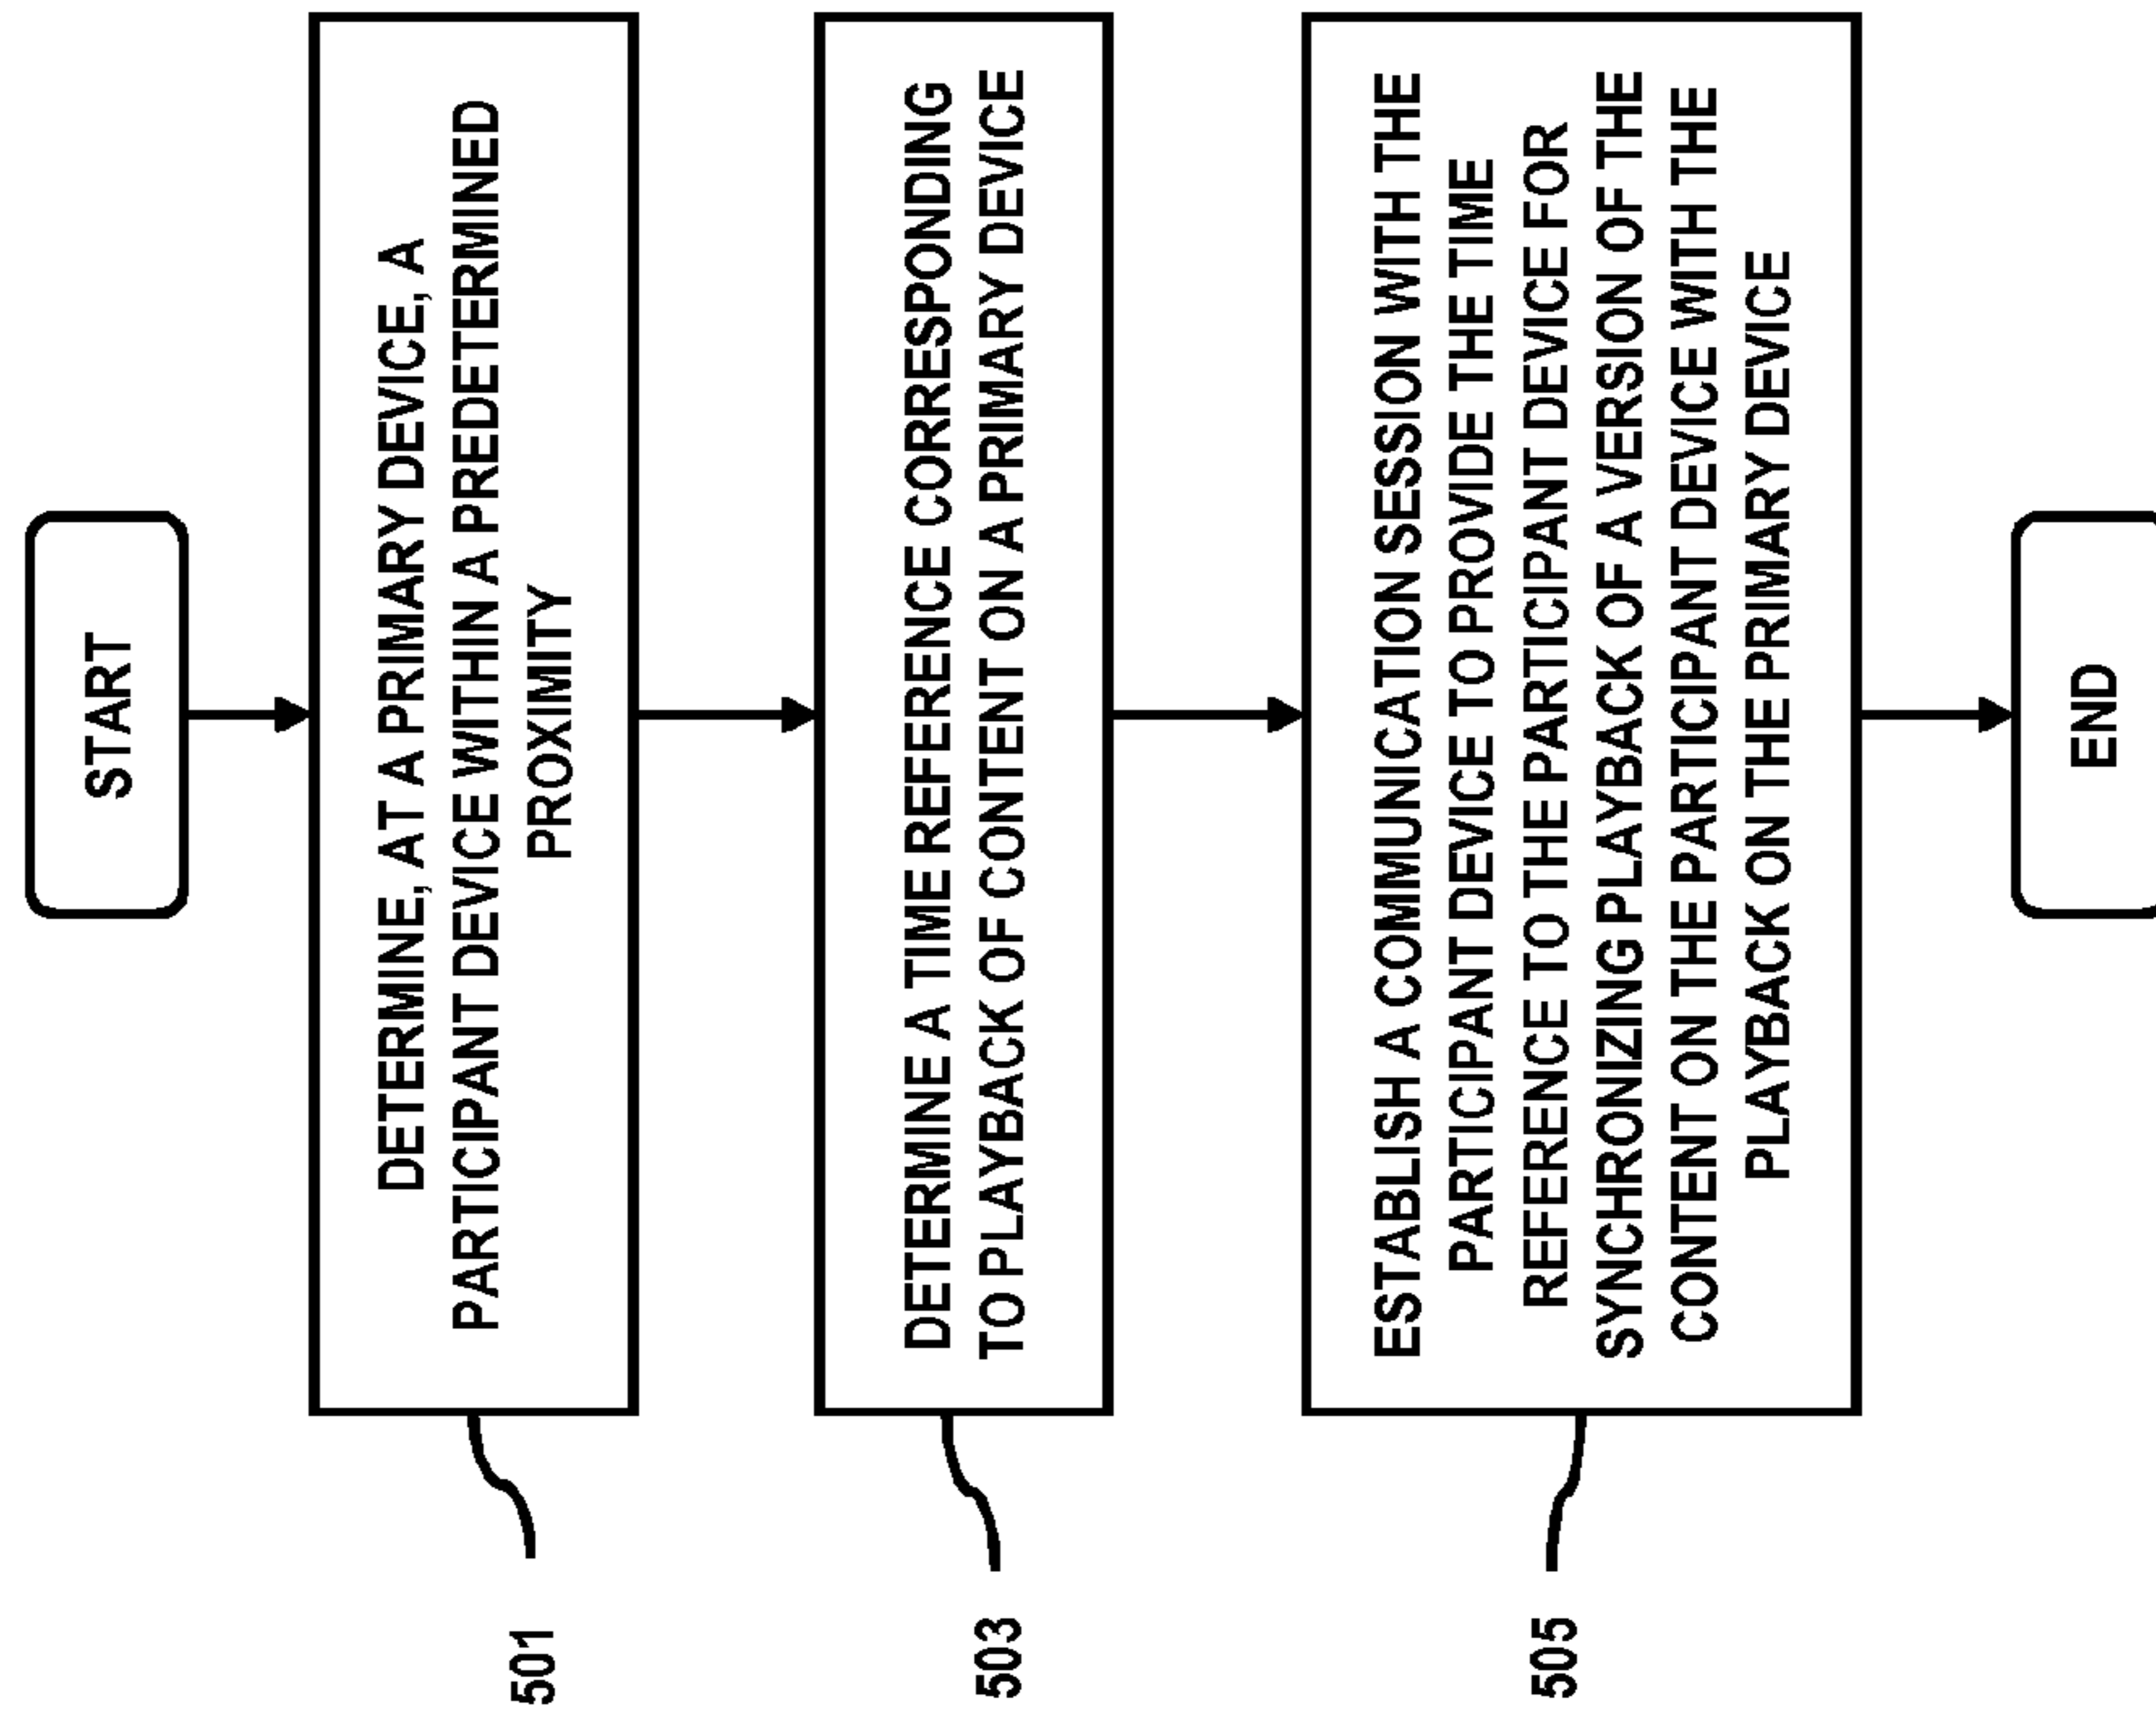 START
DETERMINE, AT A PRIMARY DEVICE, A
PARTICIPANT DEVICE WITHIN A PREDETERMINED
PROXIMITY
501
DETERMINE A TIME REFERENCE CORRESPONDING
TO PLAYBACK OF CONTENT ON A PRIMARY DEVICE
503
ESTABLISH A COMMUNICATION SESSION WITH THE
PARTICIPANT DEVICE TO PROVIDE THE TIME
REFERENCE TO THE PARTICIPANT DEVICE FOR
SYNCHRONIZING PLAYBACK OF A VERSION OF THE
CONTENT ON THE PARTICIPANT DEVICE WITH THE
PLAYBACK ON THE PRIMARY DEVICE
505
END